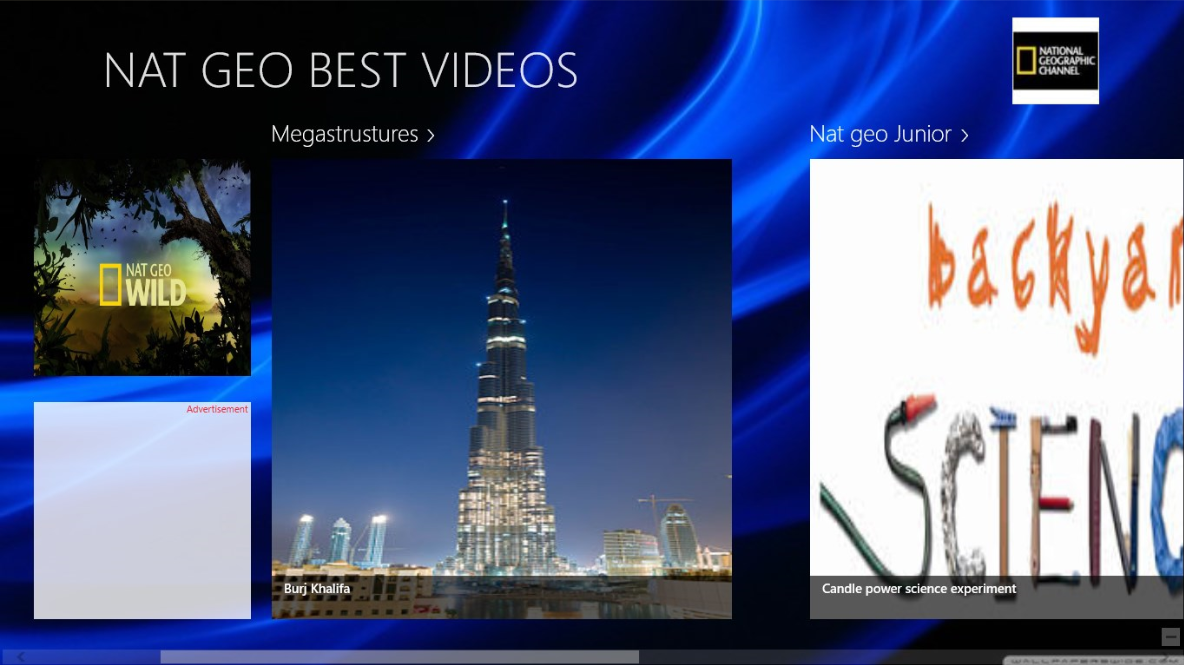 NAT GEO BEST VIDEOS
NATIONAL
GEOGRAPHIC
CHANNEL
Megastrustures >
Nat geo Junior >
NAT GEO
WILD
Advertisement
Burj Khalifa
backyar
SCIENC
Candle power science experiment